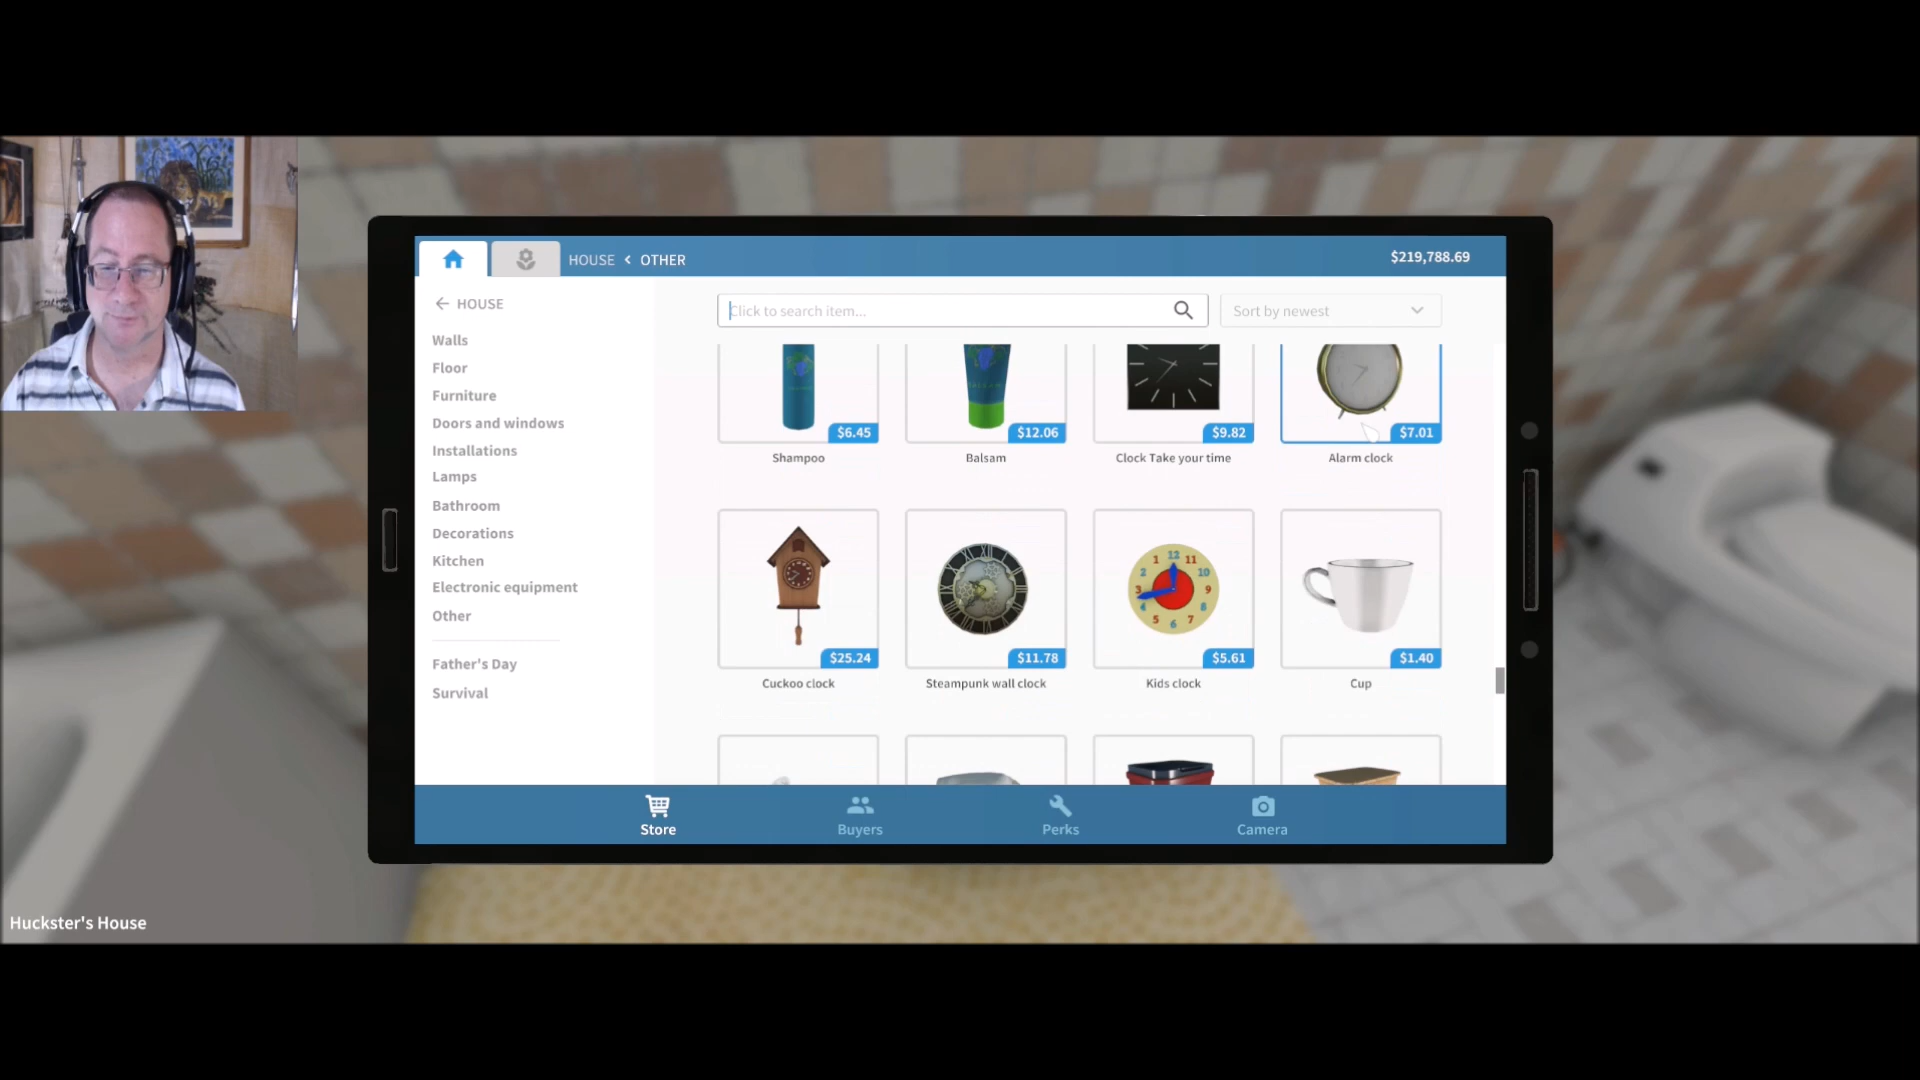 HOUSE < OTHER
$219,788.69
HOUSE
Click to search item...
Sort by newest
Walls
Floor
Furniture
Doors and windows
Installations
Lamps
Bathroom
Decorations
Kitchen
Electronic equipment
Other
Father's Day
Survival
$6.45
$12.06
$9.82
$7.01
Shampoo
Balsam
Clock Take your time
Alarm clock
$25.24
$11.78
$5.61
$1.40
Cuckoo clock
Steampunk wall clock
Kids clock
Cup
Store
Buyers
Perks
Camera
Huckster's House